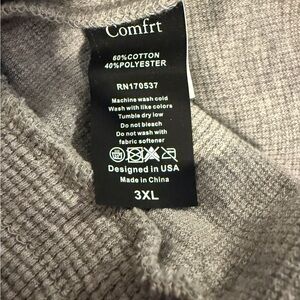 Comfrt
60%COTTON
40%POLYESTER
RN170537
Machine wash cold
Wash with like colors
Tumble dry low
Do not bleach
Do not wash with
fabric softener
Designed in USA
Made in China
3XL